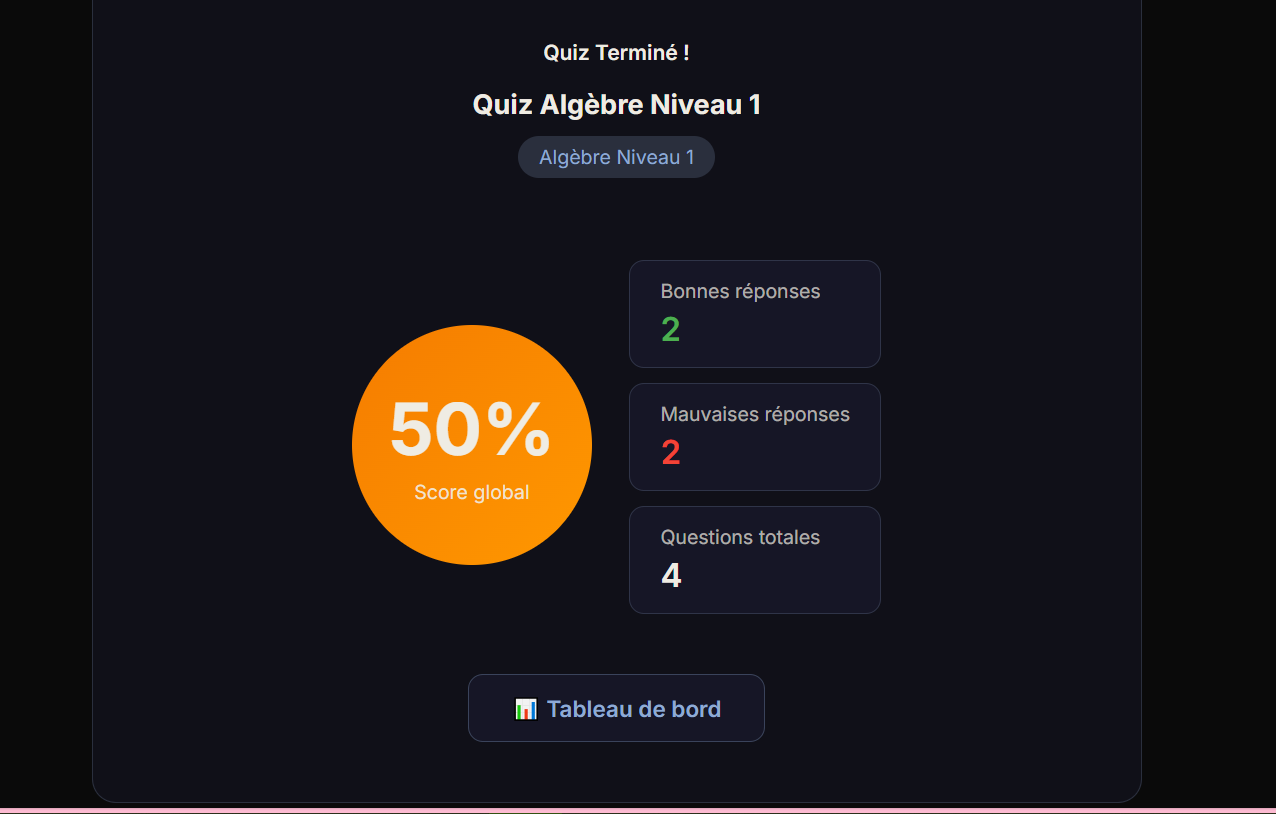 Quiz Terminé !
Quiz Algèbre Niveau 1
Algèbre Niveau 1
50%
Score global
Bonnes réponses
2
Mauvaises réponses
2
Questions totales
4
Tableau de bord